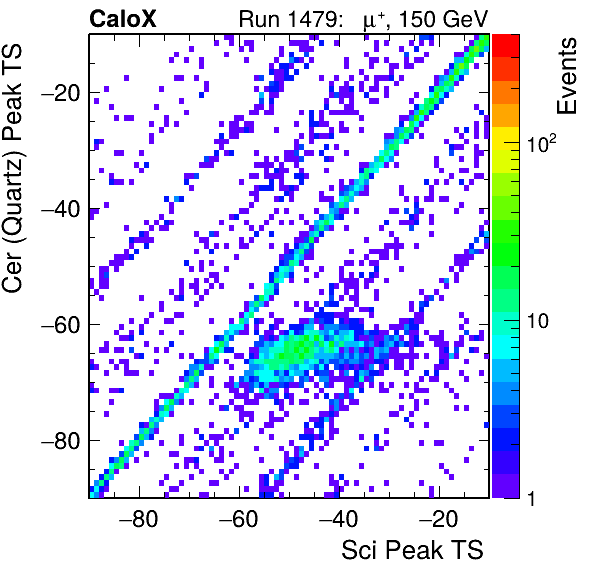 CaloX Run 1479: μ⁺, 150 GeV
Cer (Quartz) Peak TS
−20
−40
−60
−80
−80 −60 −40 −20
Sci Peak TS
Events
10²
10
1